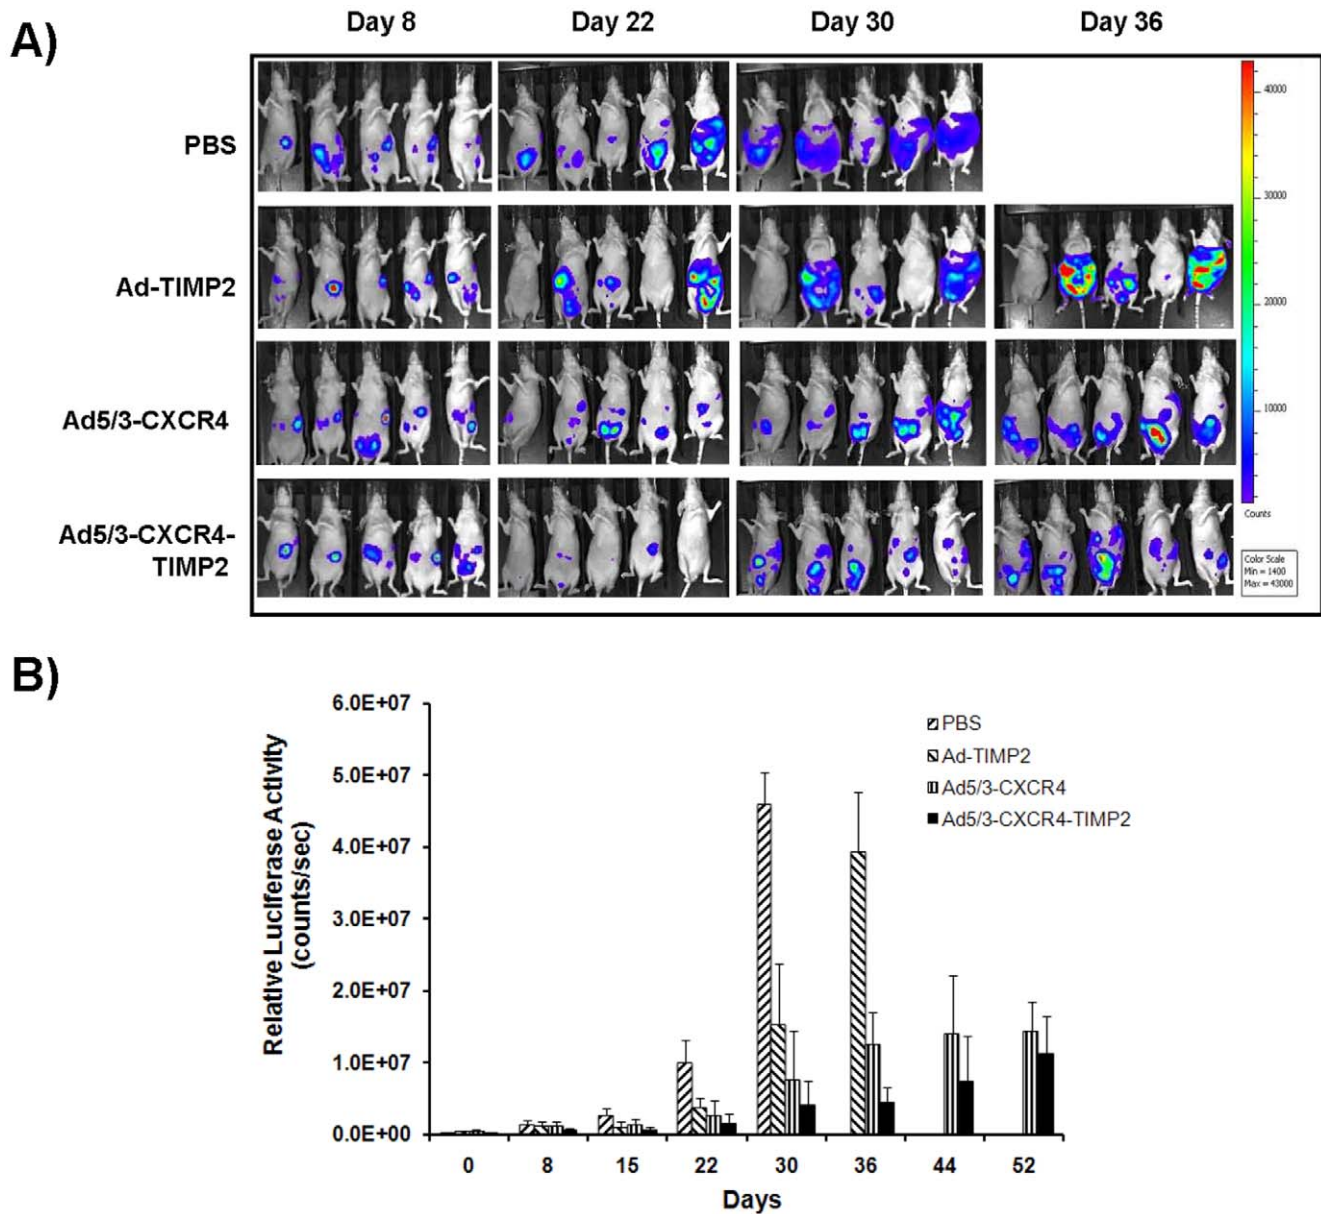 A)
Day 8 Day 22 Day 30 Day 36
PBS
Ad-TIMP2
Ad5/3-CXCR4
Ad5/3-CXCR4-
TIMP2
40000
30000
20000
10000
Counts
Color Scale
Min = 1400
Max = 43000
B)
Relative Luciferase Activity
(counts/sec)
6.0E+07
5.0E+07
4.0E+07
3.0E+07
2.0E+07
1.0E+07
0.0E+00
PBS
Ad-TIMP2
Ad5/3-CXCR4
Ad5/3-CXCR4-TIMP2
0 8 15 22 30 36 44 52
Days